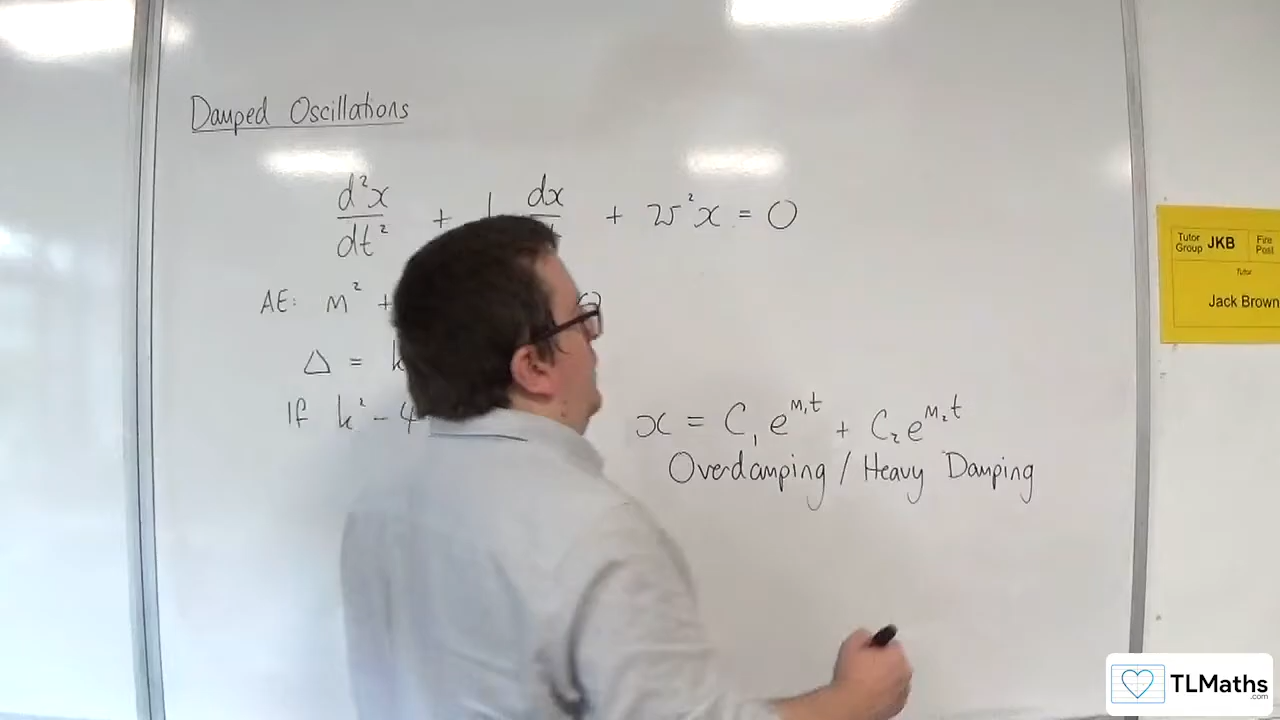 Damped Oscillations
d²x/dt² + dx + ω²x = 0
AE: m² +
Δ = k
If k² - 4
x = C₁e^m₁t + C₂e^m₂t
Overdamping / Heavy Damping
Tutor Group JKB Fire Post
Tutor
Jack Brown
TLMaths
.com